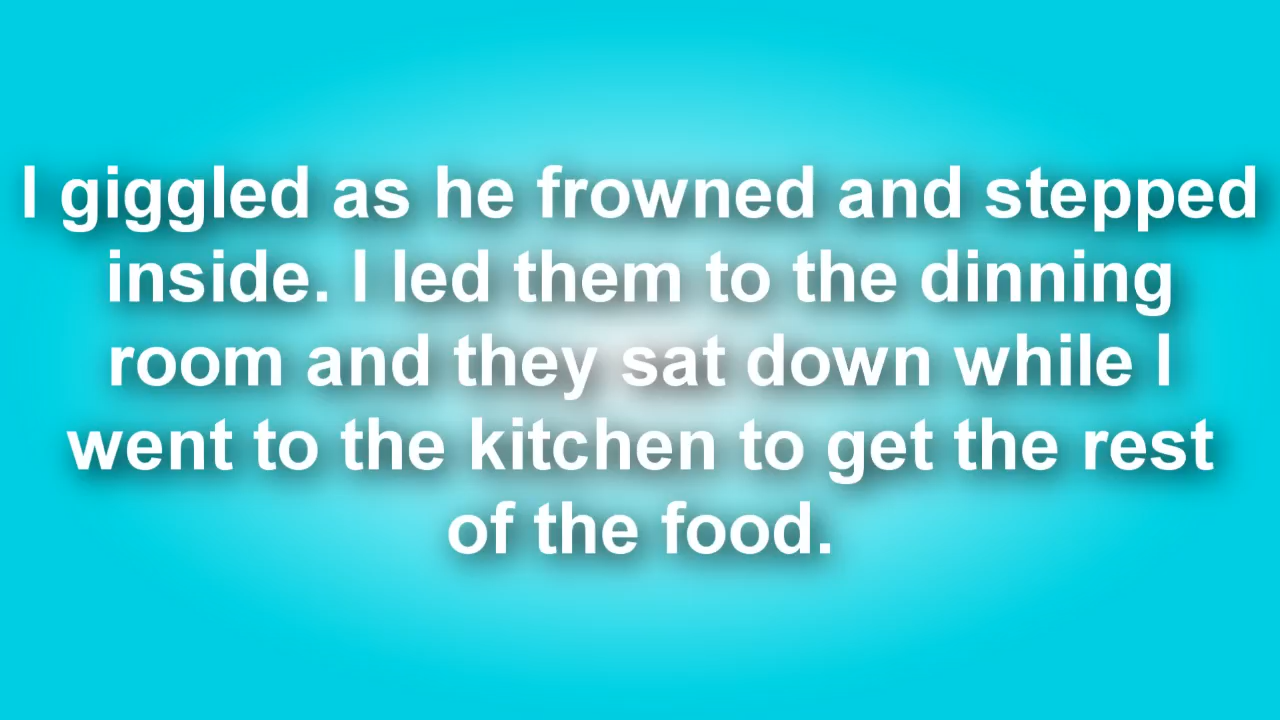 I giggled as he frowned and stepped
inside. I led them to the dinning
room and they sat down while I
went to the kitchen to get the rest
of the food.